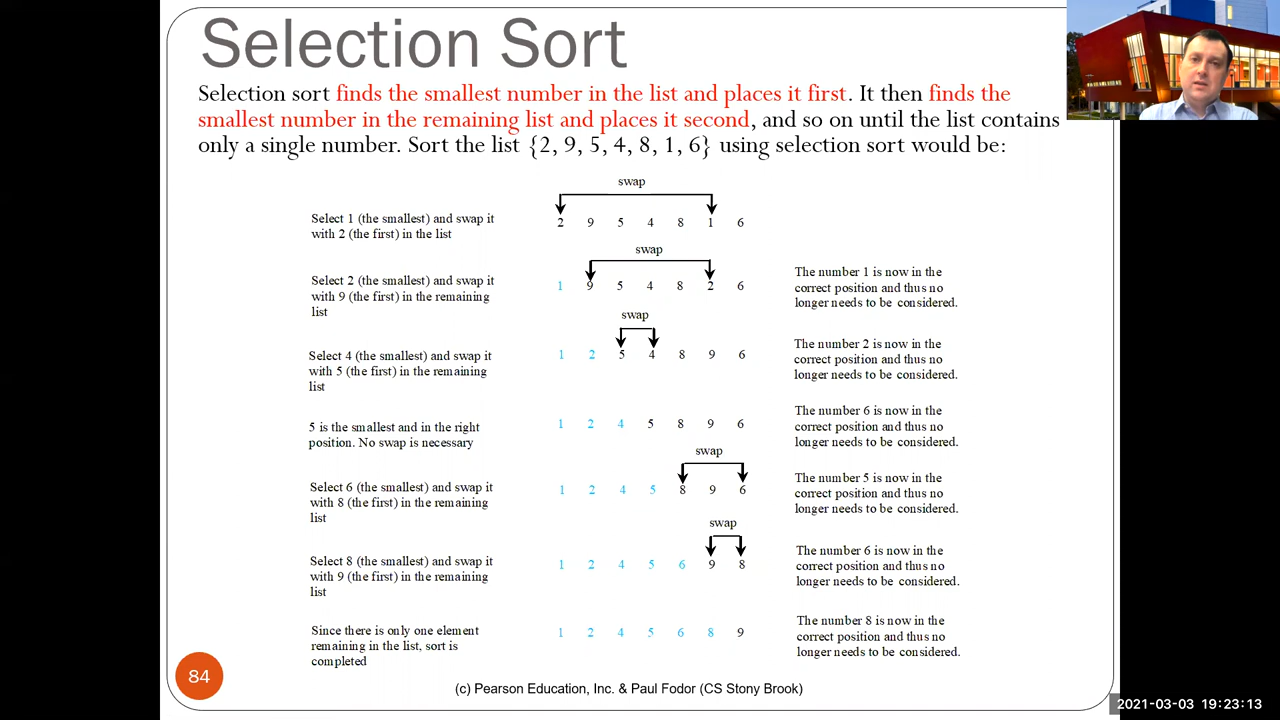 Selection Sort
Selection sort finds the smallest number in the list and places it first. It then finds the
smallest number in the remaining list and places it second, and so on until the list contains
only a single number. Sort the list {2, 9, 5, 4, 8, 1, 6} using selection sort would be:
swap
Select 1 (the smallest) and swap it
with 2 (the first) in the list
2 9 5 4 8 1 6
swap
Select 2 (the smallest) and swap it
with 9 (the first) in the remaining
list
1 9 5 4 8 2 6
The number 1 is now in the
correct position and thus no
longer needs to be considered.
swap
Select 4 (the smallest) and swap it
with 5 (the first) in the remaining
list
1 2 5 4 8 9 6
The number 2 is now in the
correct position and thus no
longer needs to be considered.
5 is the smallest and in the right
position. No swap is necessary
1 2 4 5 8 9 6
The number 6 is now in the
correct position and thus no
longer needs to be considered.
swap
Select 6 (the smallest) and swap it
with 8 (the first) in the remaining
list
1 2 4 5 8 9 6
The number 5 is now in the
correct position and thus no
longer needs to be considered.
swap
Select 8 (the smallest) and swap it
with 9 (the first) in the remaining
list
1 2 4 5 6 9 8
The number 6 is now in the
correct position and thus no
longer needs to be considered.
Since there is only one element
remaining in the list, sort is
completed
1 2 4 5 6 8 9
The number 8 is now in the
correct position and thus no
longer needs to be considered.
84
(c) Pearson Education, Inc. & Paul Fodor (CS Stony Brook)
2021-03-03 19:23:13